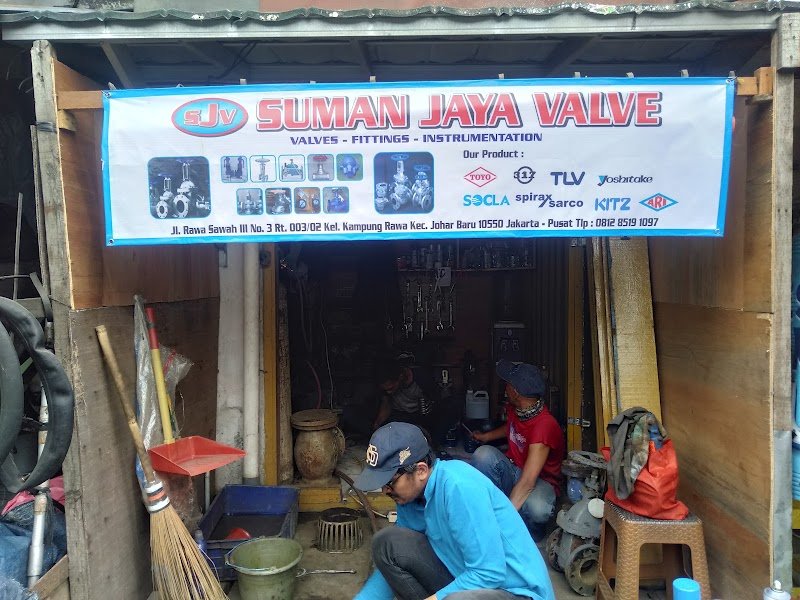 SJV
SUMAN JAYA VALVE
VALVES - FITTINGS - INSTRUMENTATION
Our Product :
TOYO
TLV
Yoshitake
SOCLA
spirax sarco
KITZ
ARI
Jl. Rawa Sawah III No. 3 Rt. 003/02 Kel. Kampung Rawa Kec. Johar Baru 10550 Jakarta - Pusat Tlp : 0812 8519 1097
SD